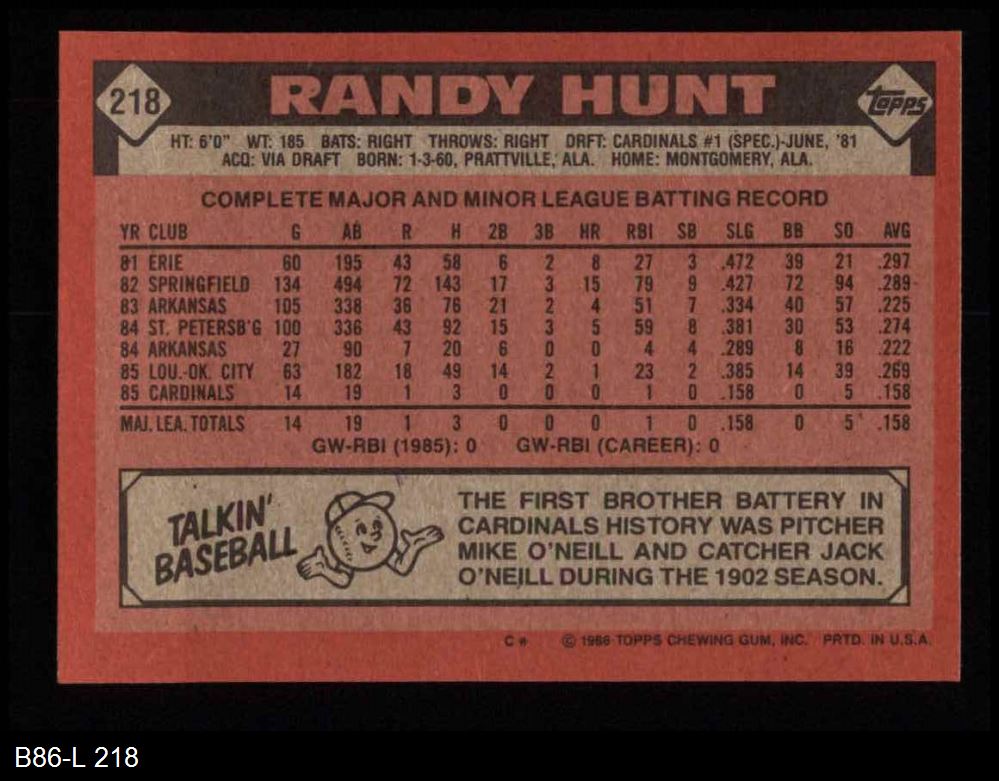 218 RANDY HUNT Topps
HT: 6'0" WT: 185 BATS: RIGHT THROWS: RIGHT DRFT: CARDINALS #1 (SPEC.)-JUNE, '81
ACQ: VIA DRAFT BORN: 1-3-60, PRATTVILLE, ALA. HOME: MONTGOMERY, ALA.
COMPLETE MAJOR AND MINOR LEAGUE BATTING RECORD
YR CLUB G AB R H 2B 3B HR RBI SB SLG BB SO AVG
81 ERIE 60 195 43 58 6 2 8 27 3 .472 39 21 .297
82 SPRINGFIELD 134 494 72 143 17 3 15 79 9 .427 72 94 .289
83 ARKANSAS 105 338 36 76 21 2 4 51 7 .334 40 57 .225
84 ST. PETERSB'G 100 336 43 92 15 3 5 59 8 .381 30 53 .274
84 ARKANSAS 27 90 7 20 6 0 0 4 4 .289 8 16 .222
85 LOU.-OK. CITY 63 182 18 49 14 2 1 23 2 .385 14 39 .269
85 CARDINALS 14 19 1 3 0 0 0 1 0 .158 0 5 .158
MAJ. LEA. TOTALS 14 19 1 3 0 0 0 1 0 .158 0 5 .158
GW-RBI (1985): 0 GW-RBI (CAREER): 0
TALKIN'
BASEBALL
THE FIRST BROTHER BATTERY IN
CARDINALS HISTORY WAS PITCHER
MIKE O'NEILL AND CATCHER JACK
O'NEILL DURING THE 1902 SEASON.
C * © 1986 TOPPS CHEWING GUM, INC. PRTD. IN U.S.A.
B86-L 218